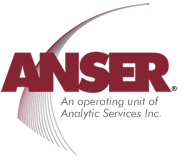 ANSER®
An operating unit of
Analytic Services Inc.